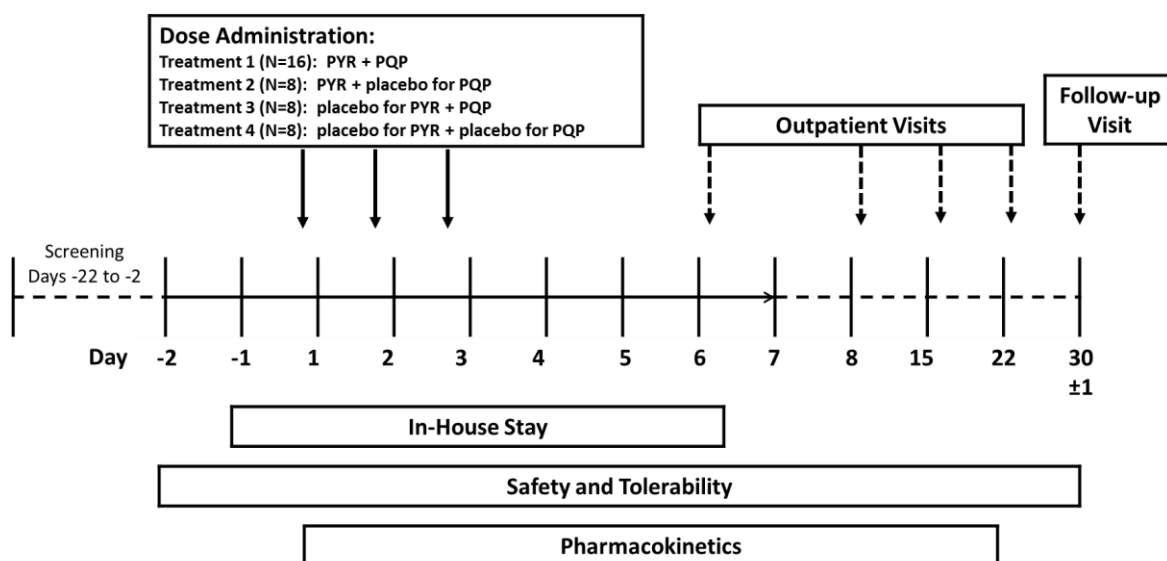 Dose Administration:
Treatment 1 (N=16): PYR + PQP
Treatment 2 (N=8): PYR + placebo for PQP
Treatment 3 (N=8): placebo for PYR + PQP
Treatment 4 (N=8): placebo for PYR + placebo for PQP
Outpatient Visits
Follow-up
Visit
Screening
Days -22 to -2
Day -2 -1 1 2 3 4 5 6 7 8 15 22 30
±1
In-House Stay
Safety and Tolerability
Pharmacokinetics